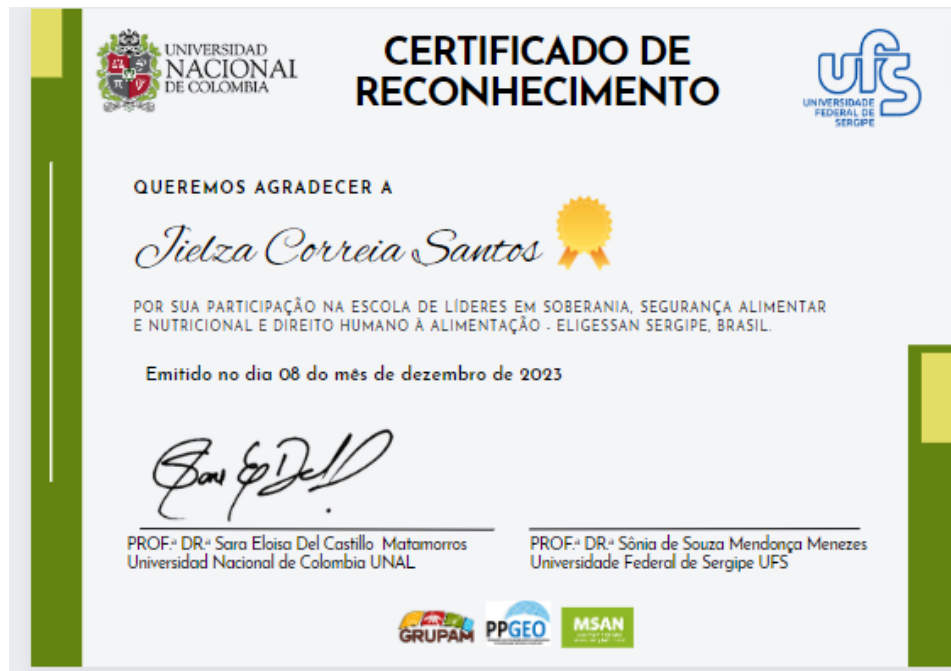 UNIVERSIDAD
NACIONAL
DE COLOMBIA
CERTIFICADO DE
RECONHECIMENTO
ufs
UNIVERSIDADE
FEDERAL DE
SERGIPE
QUEREMOS AGRADECER A
Jielza Correia Santos
POR SUA PARTICIPAÇÃO NA ESCOLA DE LÍDERES EM SOBERANIA, SEGURANÇA ALIMENTAR
E NUTRICIONAL E DIREITO HUMANO À ALIMENTAÇÃO - ELIGESSAN SERGIPE, BRASIL.
Emitido no dia 08 do mês de dezembro de 2023
PROF.ª DR.ª Sara Eloisa Del Castillo Matamorros
Universidad Nacional de Colombia UNAL
PROF.ª DR.ª Sônia de Souza Mendonça Menezes
Universidade Federal de Sergipe UFS
GRUPAM
PPGEO
MSAN